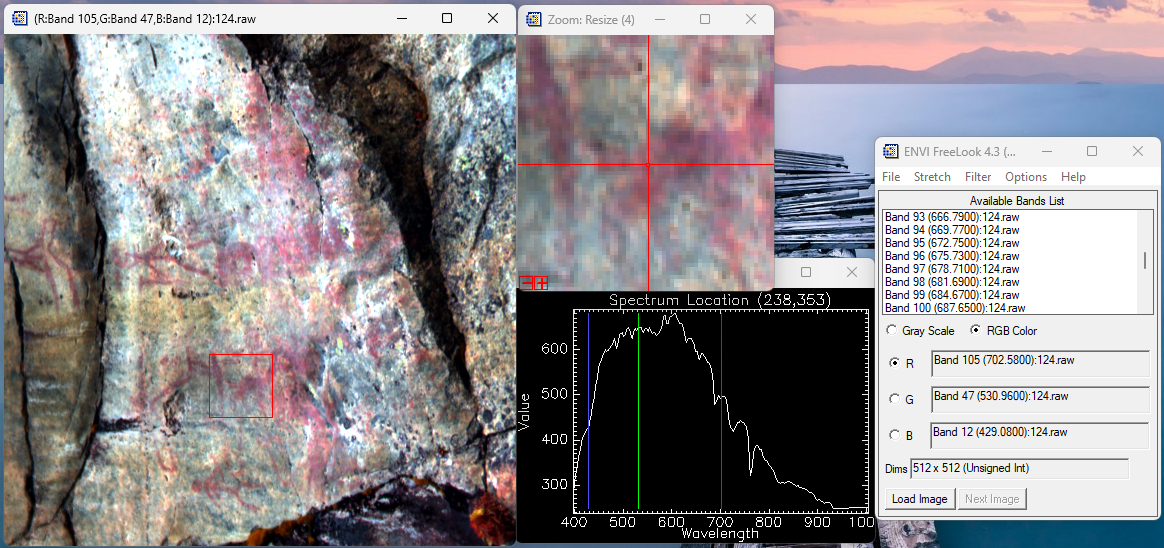 (R:Band 105,G:Band 47,B:Band 12):124.raw
Zoom: Resize (4)
Spectrum Location (238,353)
600
500
400
300
Value
400 500 600 700 800 900 100
Wavelength
ENVI FreeLook 4.3 (...
File Stretch Filter Options Help
Available Bands List
Band 93 (666.7900):124.raw
Band 94 (669.7700):124.raw
Band 95 (672.7500):124.raw
Band 96 (675.7300):124.raw
Band 97 (678.7100):124.raw
Band 98 (681.6900):124.raw
Band 99 (684.6700):124.raw
Band 100 (687.6500):124.raw
Gray Scale RGB Color
R Band 105 (702.5800):124.raw
G Band 47 (530.9600):124.raw
B Band 12 (429.0800):124.raw
Dims 512 x 512 (Unsigned Int)
Load Image Next Image